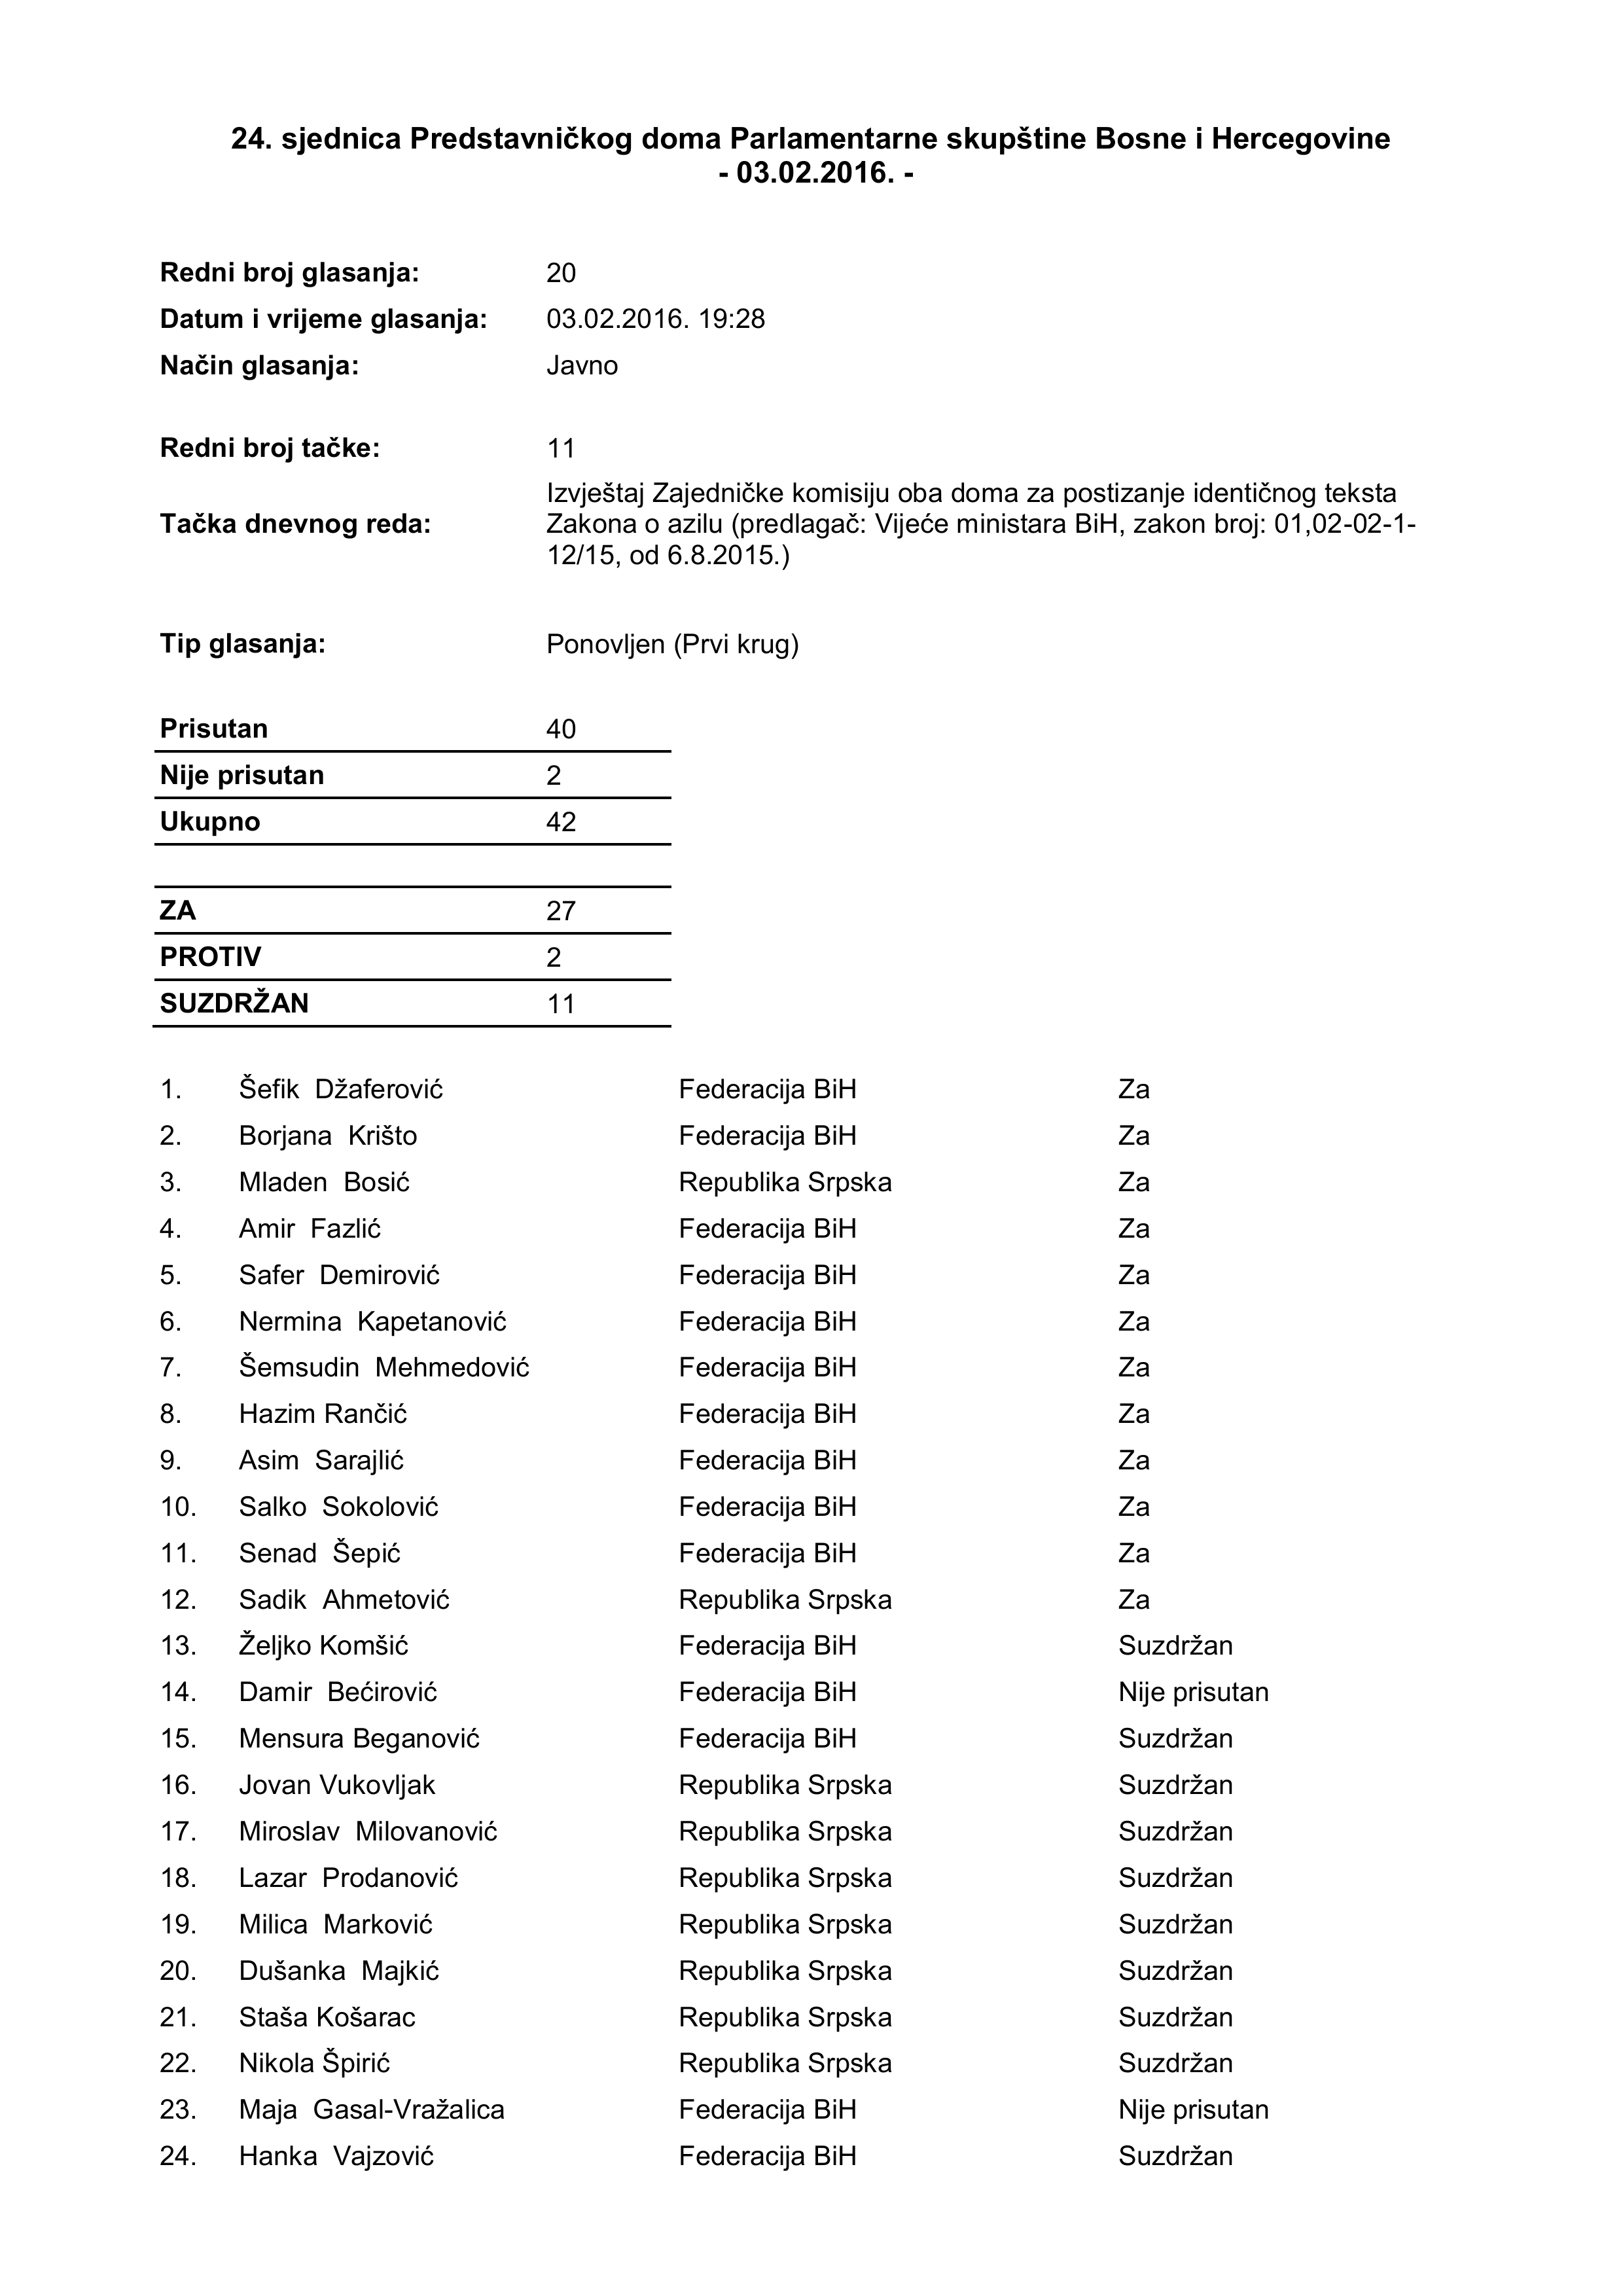 24. sjednica Predstavničkog doma Parlamentarne skupštine Bosne i Hercegovine
- 03.02.2016. -
Redni broj glasanja: 20
Datum i vrijeme glasanja: 03.02.2016. 19:28
Način glasanja: Javno
Redni broj tačke: 11
Izvještaj Zajedničke komisiju oba doma za postizanje identičnog teksta
Tačka dnevnog reda: Zakona o azilu (predlagač: Vijeće ministara BiH, zakon broj: 01,02-02-1-
12/15, od 6.8.2015.)
Tip glasanja: Ponovljen (Prvi krug)
Prisutan 40
Nije prisutan 2
Ukupno 42
ZA 27
PROTIV 2
SUZDRŽAN 11
1. Šefik Džaferović Federacija BiH Za
2. Borjana Krišto Federacija BiH Za
3. Mladen Bosić Republika Srpska Za
4. Amir Fazlić Federacija BiH Za
5. Safer Demirović Federacija BiH Za
6. Nermina Kapetanović Federacija BiH Za
7. Šemsudin Mehmedović Federacija BiH Za
8. Hazim Rančić Federacija BiH Za
9. Asim Sarajlić Federacija BiH Za
10. Salko Sokolović Federacija BiH Za
11. Senad Šepić Federacija BiH Za
12. Sadik Ahmetović Republika Srpska Za
13. Željko Komšić Federacija BiH Suzdržan
14. Damir Bećirović Federacija BiH Nije prisutan
15. Mensura Beganović Federacija BiH Suzdržan
16. Jovan Vukovljak Republika Srpska Suzdržan
17. Miroslav Milovanović Republika Srpska Suzdržan
18. Lazar Prodanović Republika Srpska Suzdržan
19. Milica Marković Republika Srpska Suzdržan
20. Dušanka Majkić Republika Srpska Suzdržan
21. Staša Košarac Republika Srpska Suzdržan
22. Nikola Špirić Republika Srpska Suzdržan
23. Maja Gasal-Vražalica Federacija BiH Nije prisutan
24. Hanka Vajzović Federacija BiH Suzdržan